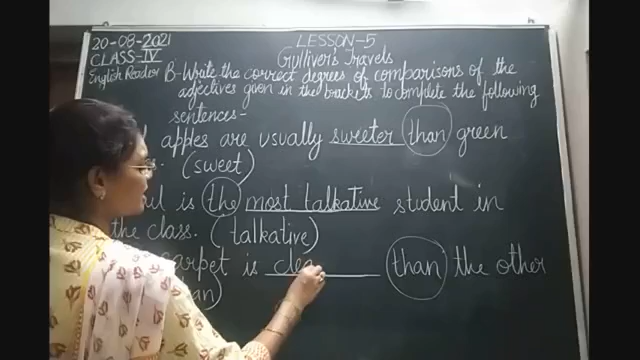 20-08-2021
CLASS-IV
English Reader
LESSON-5
Gulliver's Travels
B- Write the correct degrees of comparisons of the
adjectives given in the brackets to complete the following
sentences-
apples are usually sweeter than green
(sweet)
is the most talkative student in
the class. (talkative)
carpet is clea than the other